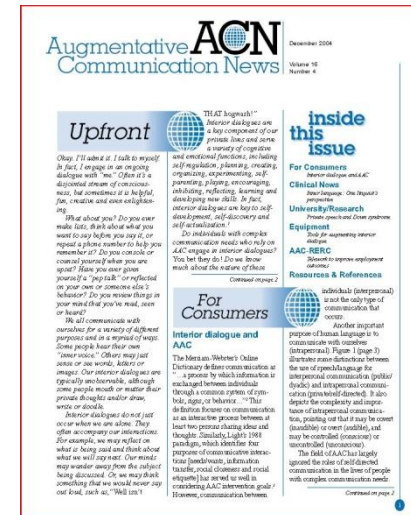 Augmentative ACN
Communication News
December 2004
Volume 16
Number 4
Upfront
Okay, I'll admit it. I talk to myself.
In fact, I engage in an ongoing
dialogue with "me." Often it's a
disjointed stream of conscious-
ness, but sometimes it is helpful,
fun, creative and even enlighten-
ing.
What about you? Do you ever
make lists, think about what you
want to say before you say it, or
repeat a phone number to help you
remember it? Do you console or
counsel yourself when you are
upset? Have you ever given
yourself a "pep talk" or reflected
on your own or someone else's
behavior? Do you review things in
your mind that you've read, seen
or heard?
We all communicate with
ourselves for a variety of different
purposes and in a myriad of ways.
Some people hear their own
"inner voice." Others may just
sense or see words, labels or
images. Our interior dialogues are
typically unobservable, although
some people mouth or mutter their
private thoughts and/or draw,
write or doodle.
Interior dialogues do not just
occur when we are alone. They
often accompany our interactions.
For example, we may reflect on
what is being said and think about
what we will say next. Our minds
may wander away from the subject
being discussed. Or, we may think
something that we would never say
out loud, such as, "Well isn't
THAT hogwash!"
Interior dialogues are
a key component of our
private lives and serve
a variety of cognitive
and emotional functions, including
self-regulation, planning, creating,
organizing, experimenting, self-
parenting, playing, encouraging,
inhibiting, reflecting, learning and
developing new skills. In fact,
interior dialogues are key to self-
development, self-discovery and
self-actualization.¹
Do individuals with complex
communication needs who rely on
AAC engage in interior dialogues?
You bet they do! Do we know
much about the nature of these
Continued on page 2
inside
this
issue
For Consumers
Interior dialogue and AAC
Clinical News
Inner language: One linguist's
perspective
University/Research
Private speech and Down syndrome
Equipment
Tools for augmenting interior
dialogue
AAC-RERC
Telework to improve employment
outcomes
Resources & References
For
Consumers
Interior dialogue and
AAC
The Merriam-Webster's Online
Dictionary defines communication as
"…a process by which information is
exchanged between individuals
through a common system of sym-
bols, signs, or behavior…"² This
definition focuses on communication
as an interactive process between at
least two persons sharing ideas and
thoughts. Similarly, Light's 1988
paradigm, which identifies four
purposes of communicative interac-
tions [needs/wants, information
transfer, social closeness and social
etiquette] has served us well in
considering AAC intervention goals.³
However, communication between
individuals (interpersonal)
is not the only type of
communication that
occurs.
Another important
purpose of human language is to
communicate with ourselves
(intrapersonal). Figure 1 (page 3)
illustrates some distinctions between
the use of speech/language for
interpersonal communication (public/
dyadic) and intrapersonal communi-
cation (private/self-directed). It also
depicts the complexity and impor-
tance of intrapersonal communica-
tion, pointing out that it may be covert
(inaudible) or overt (audible), and
may be controlled (conscious) or
uncontrolled (unconscious).
The field of AAC has largely
ignored the roles of self-directed
communication in the lives of people
with complex communication needs.
Continued on page 2
1